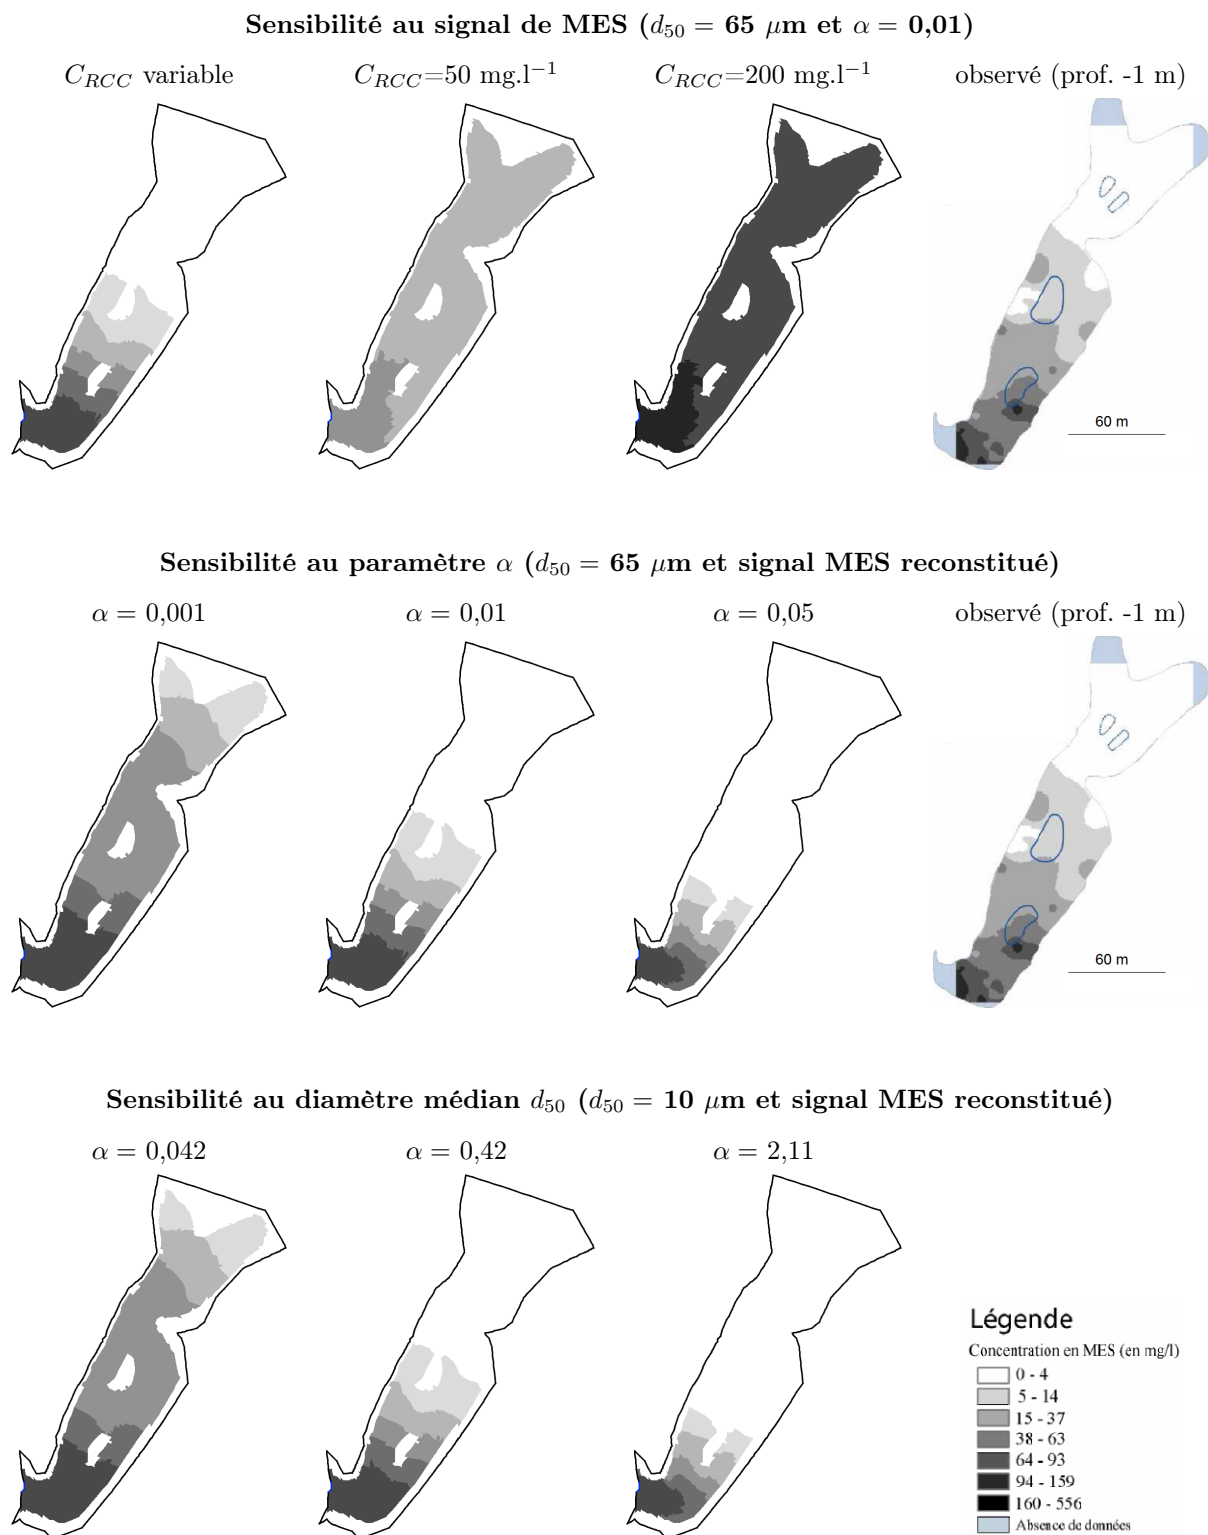 Sensibilité au signal de MES (d50 = 65 μm et α = 0,01)
CRCC variable
CRCC=50 mg.l−1
CRCC=200 mg.l−1
observé (prof. -1 m)
60 m
Sensibilité au paramètre α (d50 = 65 μm et signal MES reconstitué)
α = 0,001
α = 0,01
α = 0,05
observé (prof. -1 m)
60 m
Sensibilité au diamètre médian d50 (d50 = 10 μm et signal MES reconstitué)
α = 0,042
α = 0,42
α = 2,11
Légende
Concentration en MES (en mg/l)
0 - 4
5 - 14
15 - 37
38 - 63
64 - 93
94 - 159
160 - 556
Absence de données